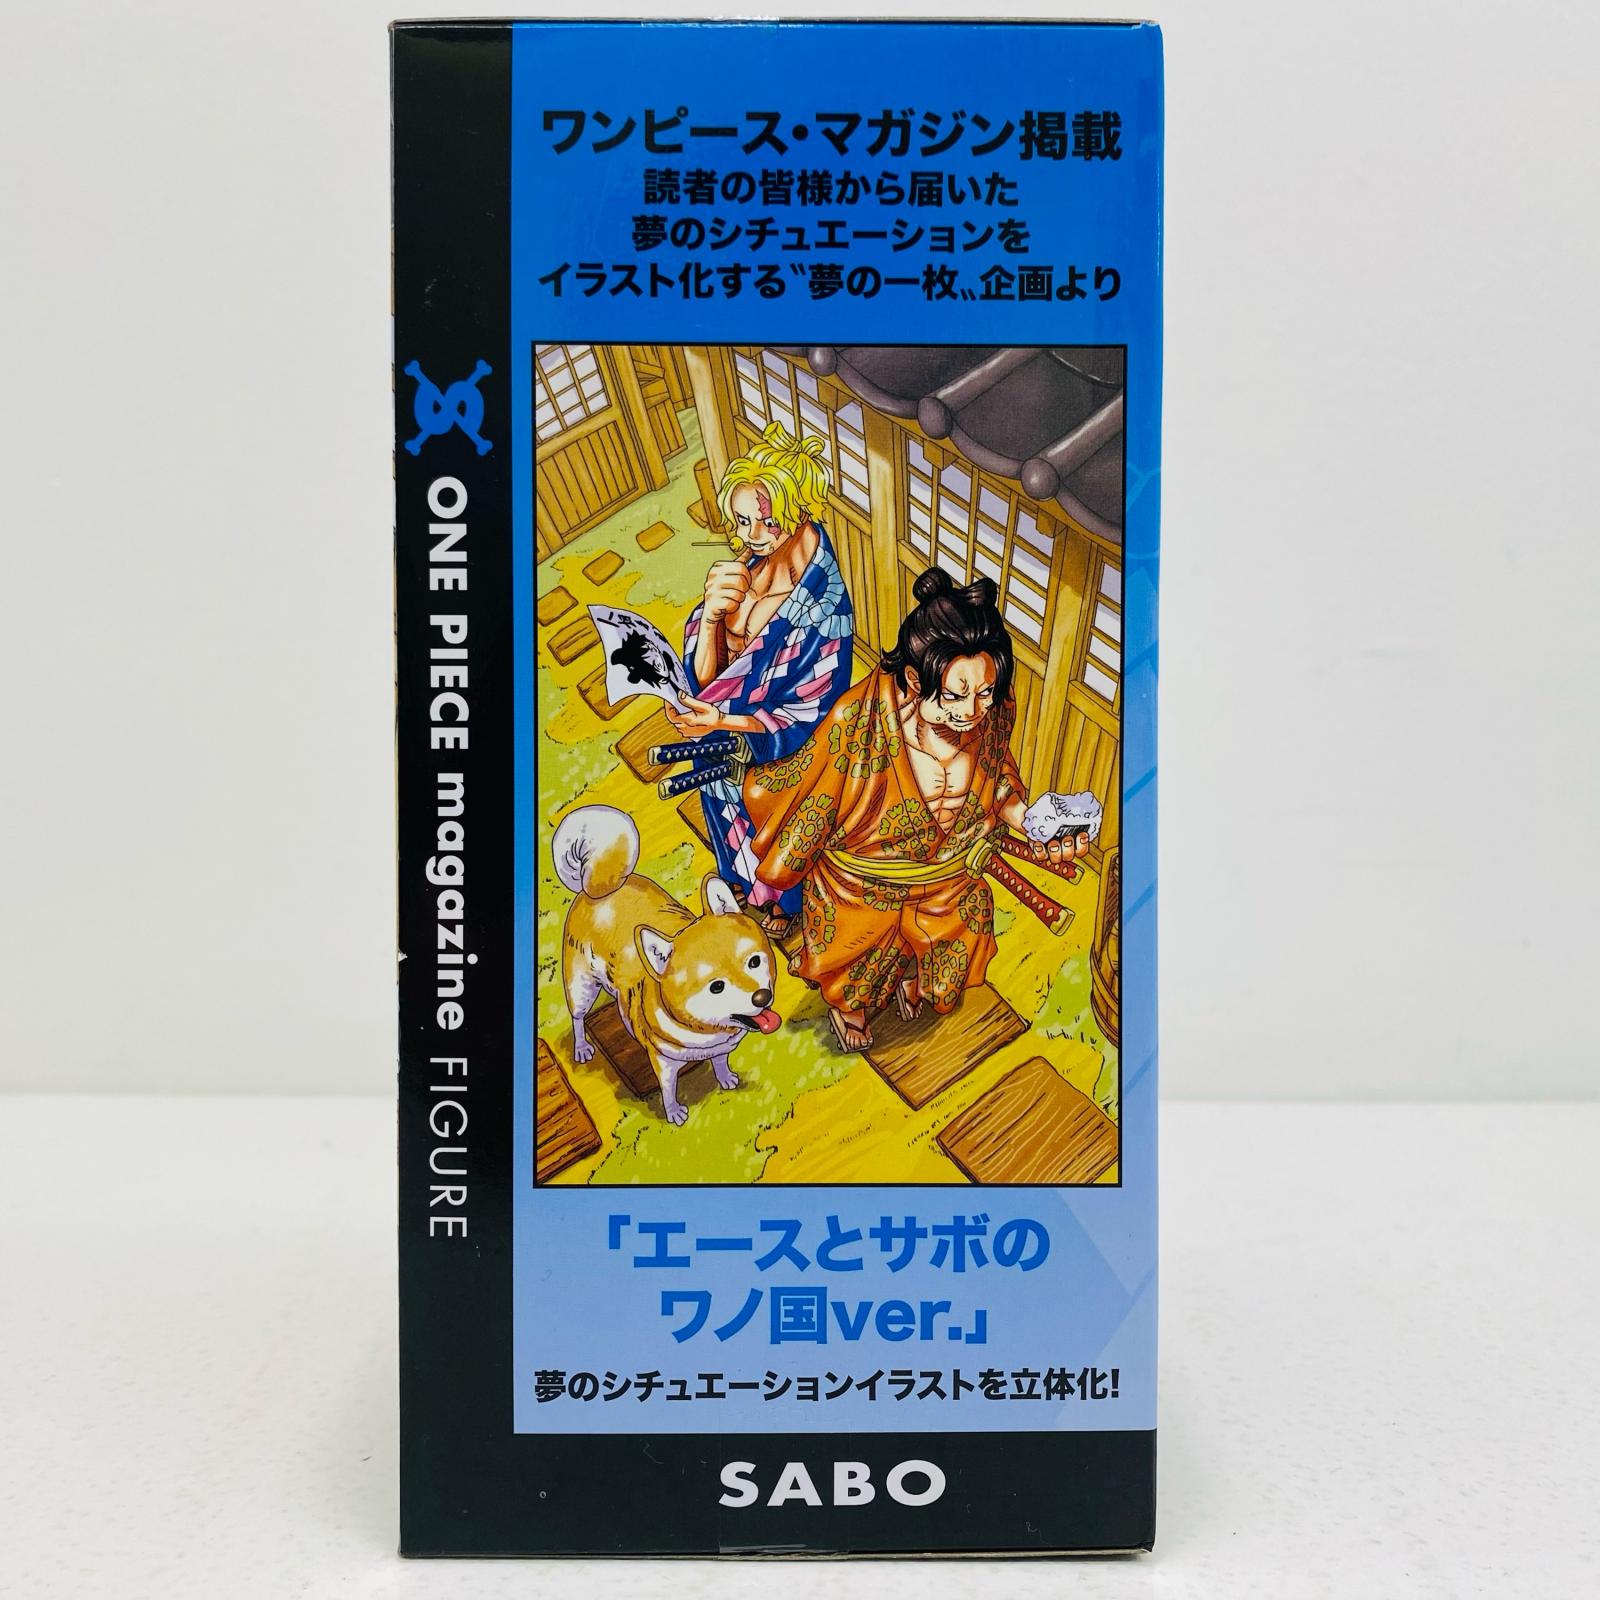 ワンピース・マガジン掲載
読者の皆様から届いた
夢のシチュエーションを
イラスト化する〝夢の一枚〟企画より
ONE PIECE magazine FIGURE
「エースとサボの
ワノ国ver.」
夢のシチュエーションイラストを立体化!
SABO